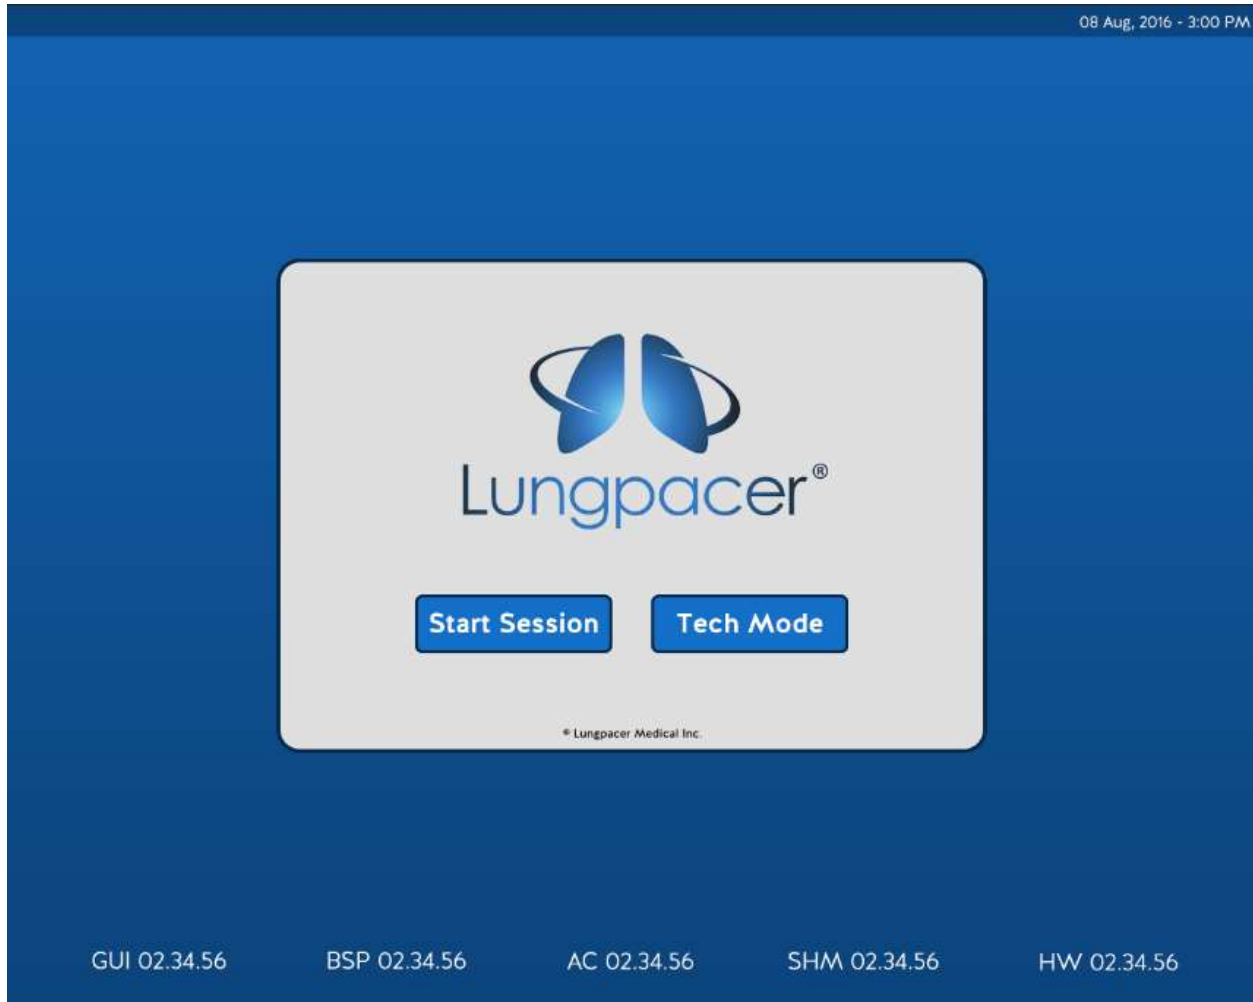 08 Aug, 2016 - 3:00 PM
Lungpacer®
Start Session Tech Mode
© Lungpacer Medical Inc.
GUI 02.34.56 BSP 02.34.56 AC 02.34.56 SHM 02.34.56 HW 02.34.56